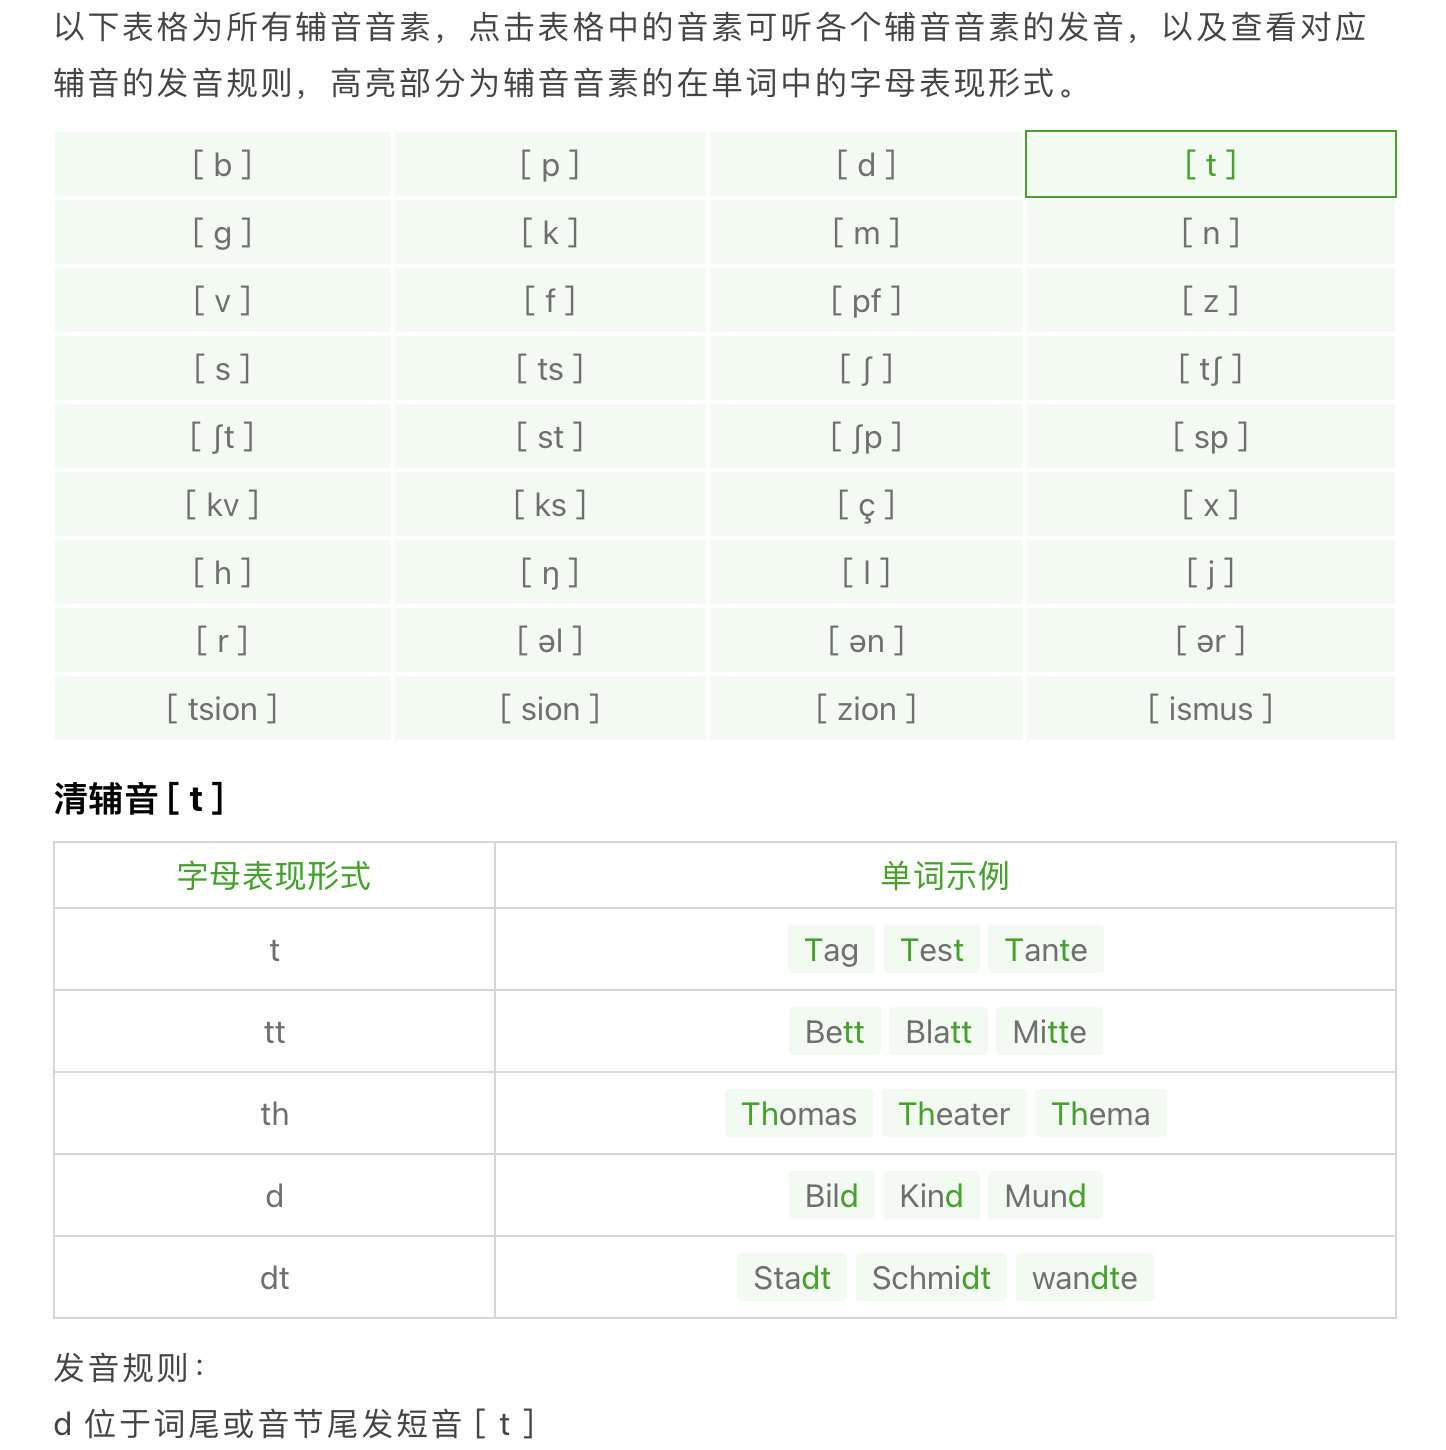 以下表格为所有辅音音素，点击表格中的音素可听各个辅音音素的发音，以及查看对应
辅音的发音规则，高亮部分为辅音音素的在单词中的字母表现形式。
[ b ] [ p ] [ d ] [ t ]
[ g ] [ k ] [ m ] [ n ]
[ v ] [ f ] [ pf ] [ z ]
[ s ] [ ts ] [ ʃ ] [ tʃ ]
[ ʃt ] [ st ] [ ʃp ] [ sp ]
[ kv ] [ ks ] [ ç ] [ x ]
[ h ] [ ŋ ] [ l ] [ j ]
[ r ] [ əl ] [ ən ] [ ər ]
[ tsion ] [ sion ] [ zion ] [ ismus ]
清辅音 [ t ]
字母表现形式 单词示例
t Tag Test Tante
tt Bett Blatt Mitte
th Thomas Theater Thema
d Bild Kind Mund
dt Stadt Schmidt wandte
发音规则：
d 位于词尾或音节尾发短音 [ t ]